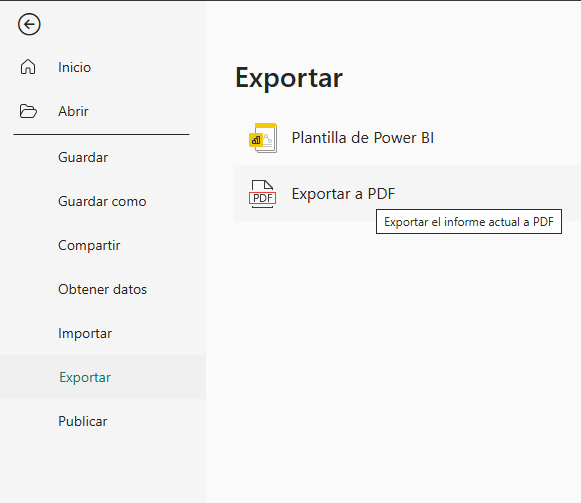 Inicio
Abrir
Guardar
Guardar como
Compartir
Obtener datos
Importar
Exportar
Publicar
Exportar
Plantilla de Power BI
PDF
Exportar a PDF
Exportar el informe actual a PDF